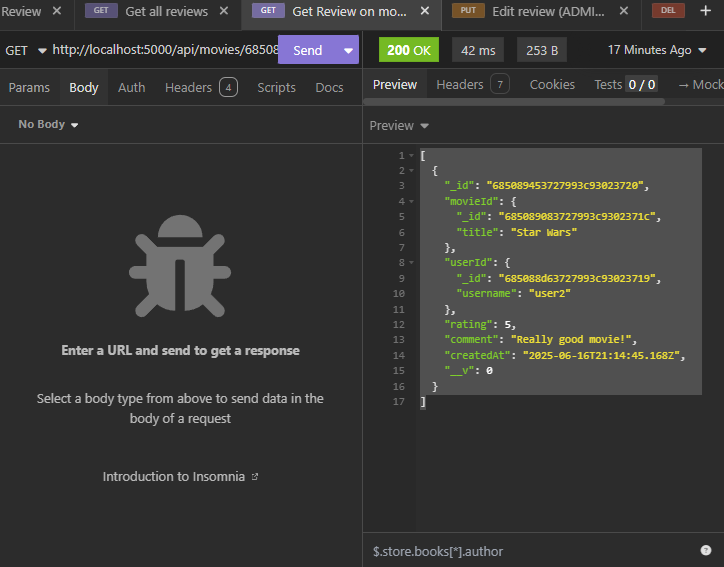 Review GET Get all reviews GET Get Review on mo... PUT Edit review (ADMI... DEL
GET http://localhost:5000/api/movies/68508 Send 200 OK 42 ms 253 B 17 Minutes Ago
Params Body Auth Headers 4 Scripts Docs
Preview Headers 7 Cookies Tests 0 / 0 → Mock
No Body
Preview
1 [
2 {
3 "_id": "685089453727993c93023720",
4 "movieId": {
5 "_id": "685089083727993c9302371c",
6 "title": "Star Wars"
7 },
8 "userId": {
9 "_id": "685088d63727993c93023719",
10 "username": "user2"
11 },
12 "rating": 5,
13 "comment": "Really good movie!",
14 "createdAt": "2025-06-16T21:14:45.168Z",
15 "__v": 0
16 }
17 ]
Enter a URL and send to get a response
Select a body type from above to send data in the
body of a request
Introduction to Insomnia
$.store.books[*].author
?